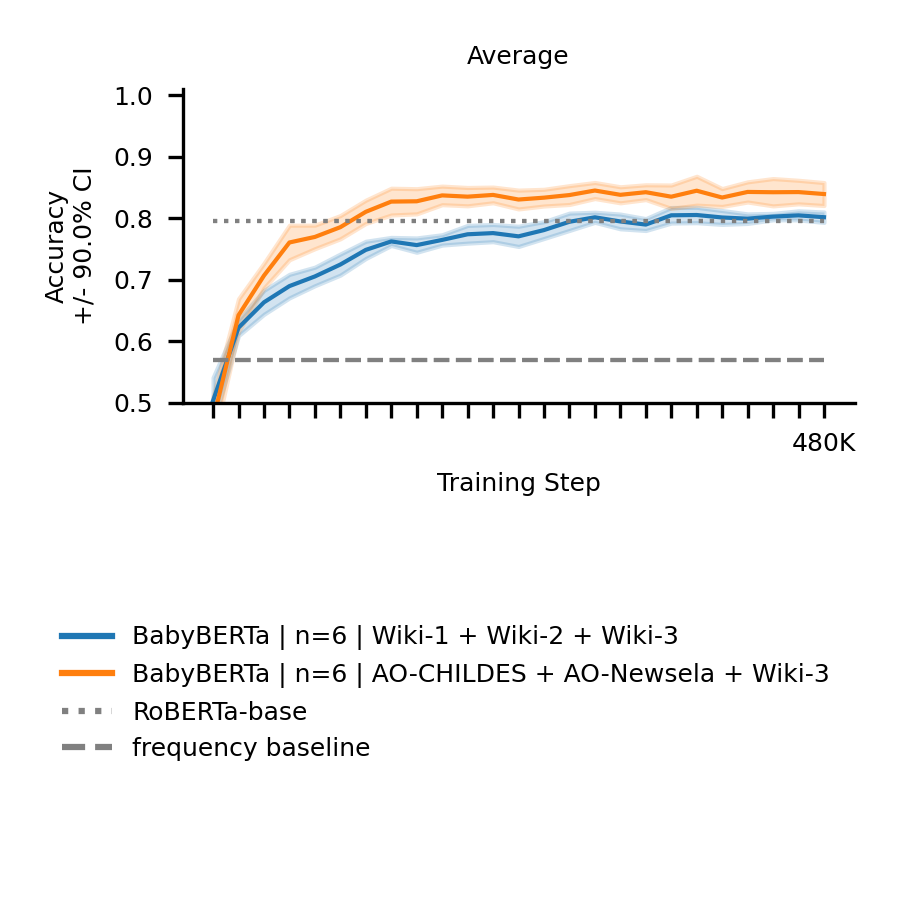 Average
Accuracy
+/- 90.0% CI
1.0
0.9
0.8
0.7
0.6
0.5
480K
Training Step
BabyBERTa | n=6 | Wiki-1 + Wiki-2 + Wiki-3
BabyBERTa | n=6 | AO-CHILDES + AO-Newsela + Wiki-3
RoBERTa-base
frequency baseline